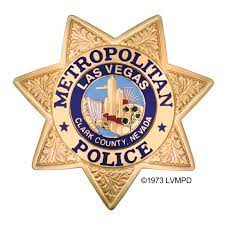 METROPOLITAN
LAS VEGAS
CLARK COUNTY, NEVADA
POLICE
©1973 LVMPD